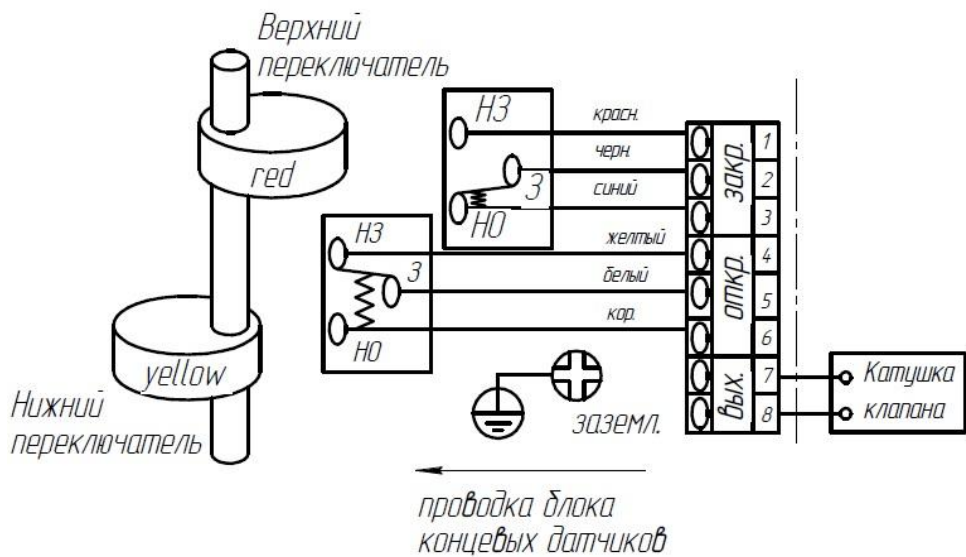 Верхний
переключатель
red
yellow
Нижний
переключатель
НЗ
З
НО
НЗ
З
НО
красн.
черн.
синий
желтый
белый
кор.
закр.
1
2
3
откр.
4
5
6
вых.
7
8
Катушка
клапана
заземл.
проводка блока
концевых датчиков